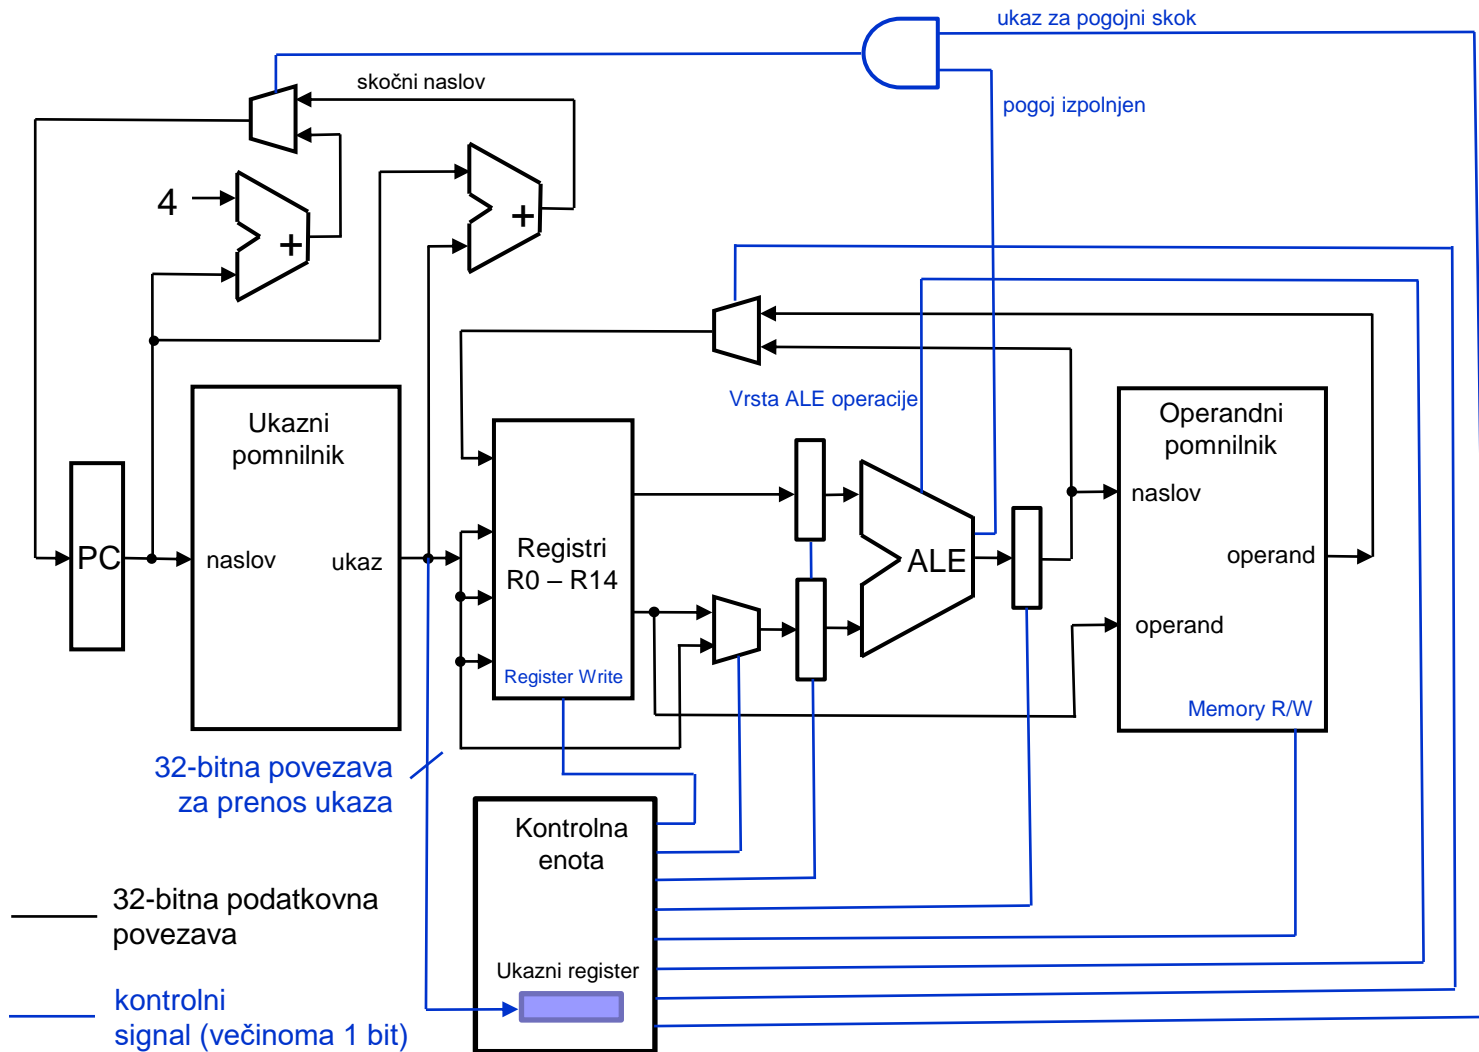 ukaz za pogojni skok
skočni naslov
pogoj izpolnjen
4
+
+
Vrsta ALE operacije
Ukazni
pomnilnik
Operandni
pomnilnik
naslov
PC
naslov
ukaz
Registri
R0 – R14
ALE
operand
operand
Register Write
Memory R/W
32-bitna povezava
za prenos ukaza
Kontrolna
enota
32-bitna podatkovna
povezava
Ukazni register
kontrolni
signal (večinoma 1 bit)